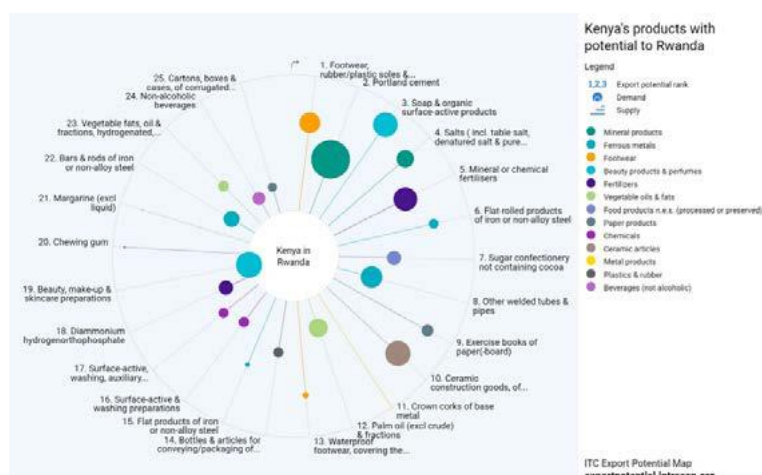 Kenya's products with
potential to Rwanda
Legend
1,2,3 Export potential rank
Demand
Supply
Mineral products
Ferrous metals
Footwear
Beauty products & perfumes
Fertilizers
Vegetable oils & fats
Food products n.e.s. (processed or preserved)
Paper products
Chemicals
Ceramic articles
Metal products
Plastics & rubber
Beverages (not alcoholic)
1. Footwear,
rubber/plastic soles &...
2. Portland cement
3. Soap & organic
surface-active products
4. Salts ( incl. table salt,
denatured salt & pure...
5. Mineral or chemical
fertilisers
6. Flat-rolled products
of iron or non-alloy steel
7. Sugar confectionery
not containing cocoa
8. Other welded tubes &
pipes
9. Exercise books of
paper(-board)
10. Ceramic
construction goods, of...
11. Crown corks of base
metal
12. Palm oil (excl crude)
& fractions
13. Waterproof
footwear, covering the...
14. Bottles & articles for
conveying/packaging of...
15. Flat products of iron
or non-alloy steel
16. Surface-active &
washing preparations
17. Surface-active,
washing, auxiliary...
18. Diammonium
hydrogenorthophosphate
19. Beauty, make-up &
skincare preparations
20. Chewing gum
21. Margarine (excl
liquid)
22. Bars & rods of iron
or non-alloy steel
23. Vegetable fats, oil &
fractions, hydrogenated,...
24. Non-alcoholic
beverages
25. Cartons, boxes &
cases, of corrugated...
Kenya in
Rwanda
ITC Export Potential Map